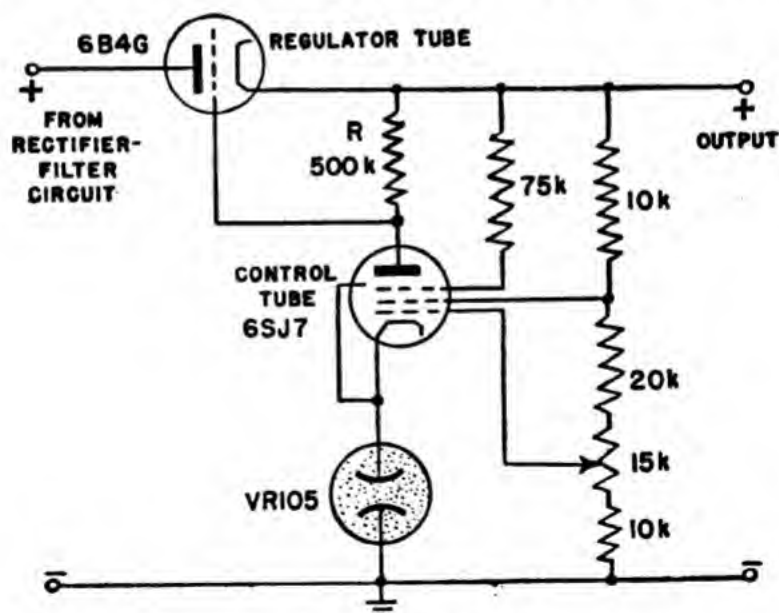 6B4G
REGULATOR TUBE
+
FROM
RECTIFIER-
FILTER
CIRCUIT
R
500k
75k
10k
+
OUTPUT
CONTROL
TUBE
6SJ7
20k
15k
VR105
10k
-
-